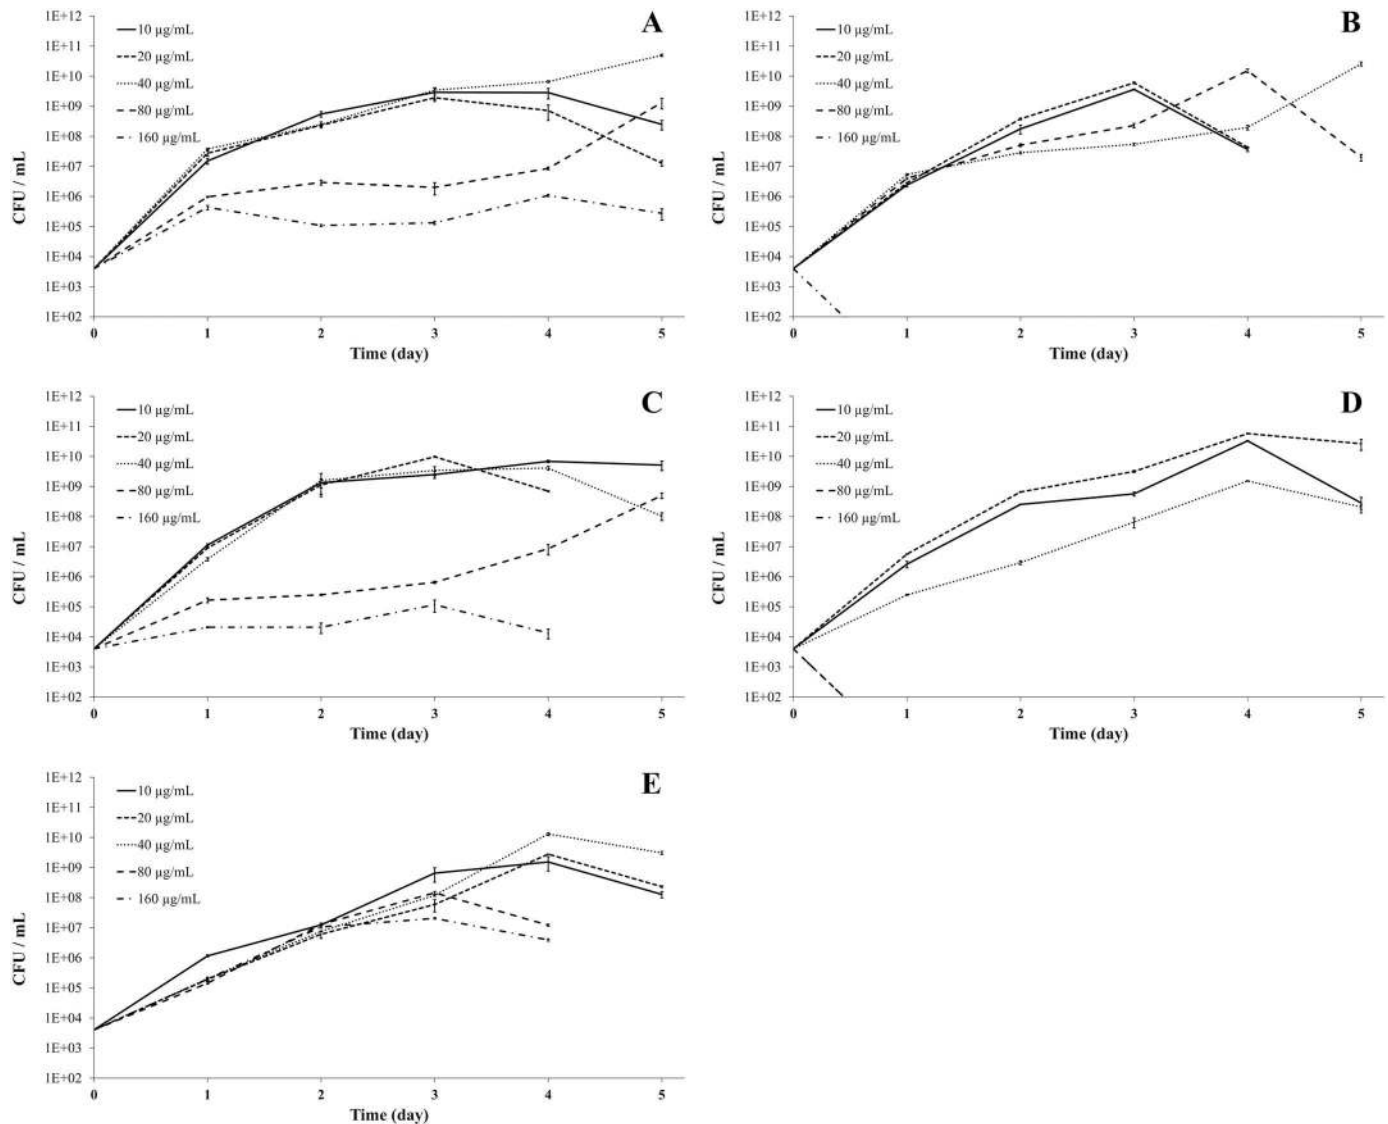 A
1E+12
1E+11
1E+10
1E+09
1E+08
1E+07
1E+06
1E+05
1E+04
1E+03
1E+02
CFU / mL
10 µg/mL
20 µg/mL
40 µg/mL
80 µg/mL
160 µg/mL
0 1 2 3 4 5
Time (day)
B
1E+12
1E+11
1E+10
1E+09
1E+08
1E+07
1E+06
1E+05
1E+04
1E+03
1E+02
CFU / mL
10 µg/mL
20 µg/mL
40 µg/mL
80 µg/mL
160 µg/mL
0 1 2 3 4 5
Time (day)
C
1E+12
1E+11
1E+10
1E+09
1E+08
1E+07
1E+06
1E+05
1E+04
1E+03
1E+02
CFU / mL
10 µg/mL
20 µg/mL
40 µg/mL
80 µg/mL
160 µg/mL
0 1 2 3 4 5
Time (day)
D
1E+12
1E+11
1E+10
1E+09
1E+08
1E+07
1E+06
1E+05
1E+04
1E+03
1E+02
CFU / mL
10 µg/mL
20 µg/mL
40 µg/mL
80 µg/mL
160 µg/mL
0 1 2 3 4 5
Time (day)
E
1E+12
1E+11
1E+10
1E+09
1E+08
1E+07
1E+06
1E+05
1E+04
1E+03
1E+02
CFU / mL
10 µg/mL
20 µg/mL
40 µg/mL
80 µg/mL
160 µg/mL
0 1 2 3 4 5
Time (day)